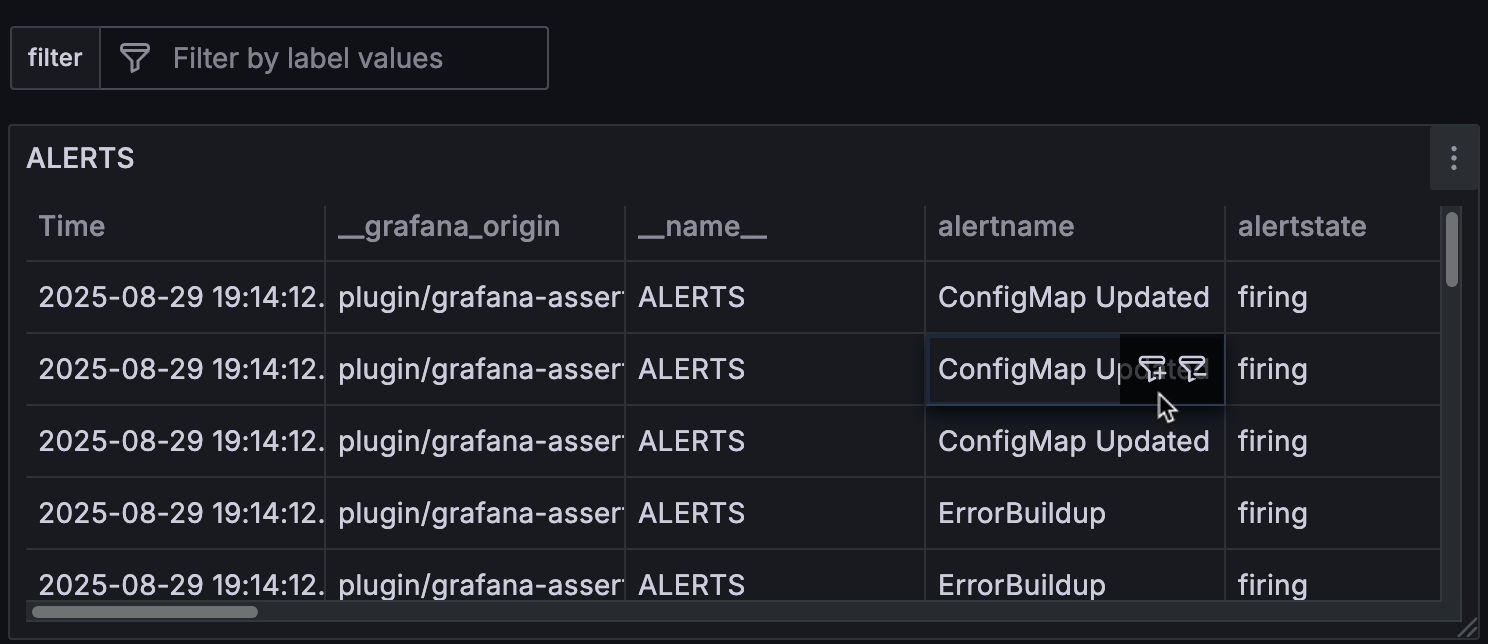 filter Filter by label values
ALERTS
Time __grafana_origin __name__ alertname alertstate
2025-08-29 19:14:12. plugin/grafana-asser ALERTS ConfigMap Updated firing
2025-08-29 19:14:12. plugin/grafana-asser ALERTS ConfigMap Updated firing
2025-08-29 19:14:12. plugin/grafana-asser ALERTS ConfigMap Updated firing
2025-08-29 19:14:12. plugin/grafana-asser ALERTS ErrorBuildup firing
2025-08-29 19:14:12. plugin/grafana-asser ALERTS ErrorBuildup firing